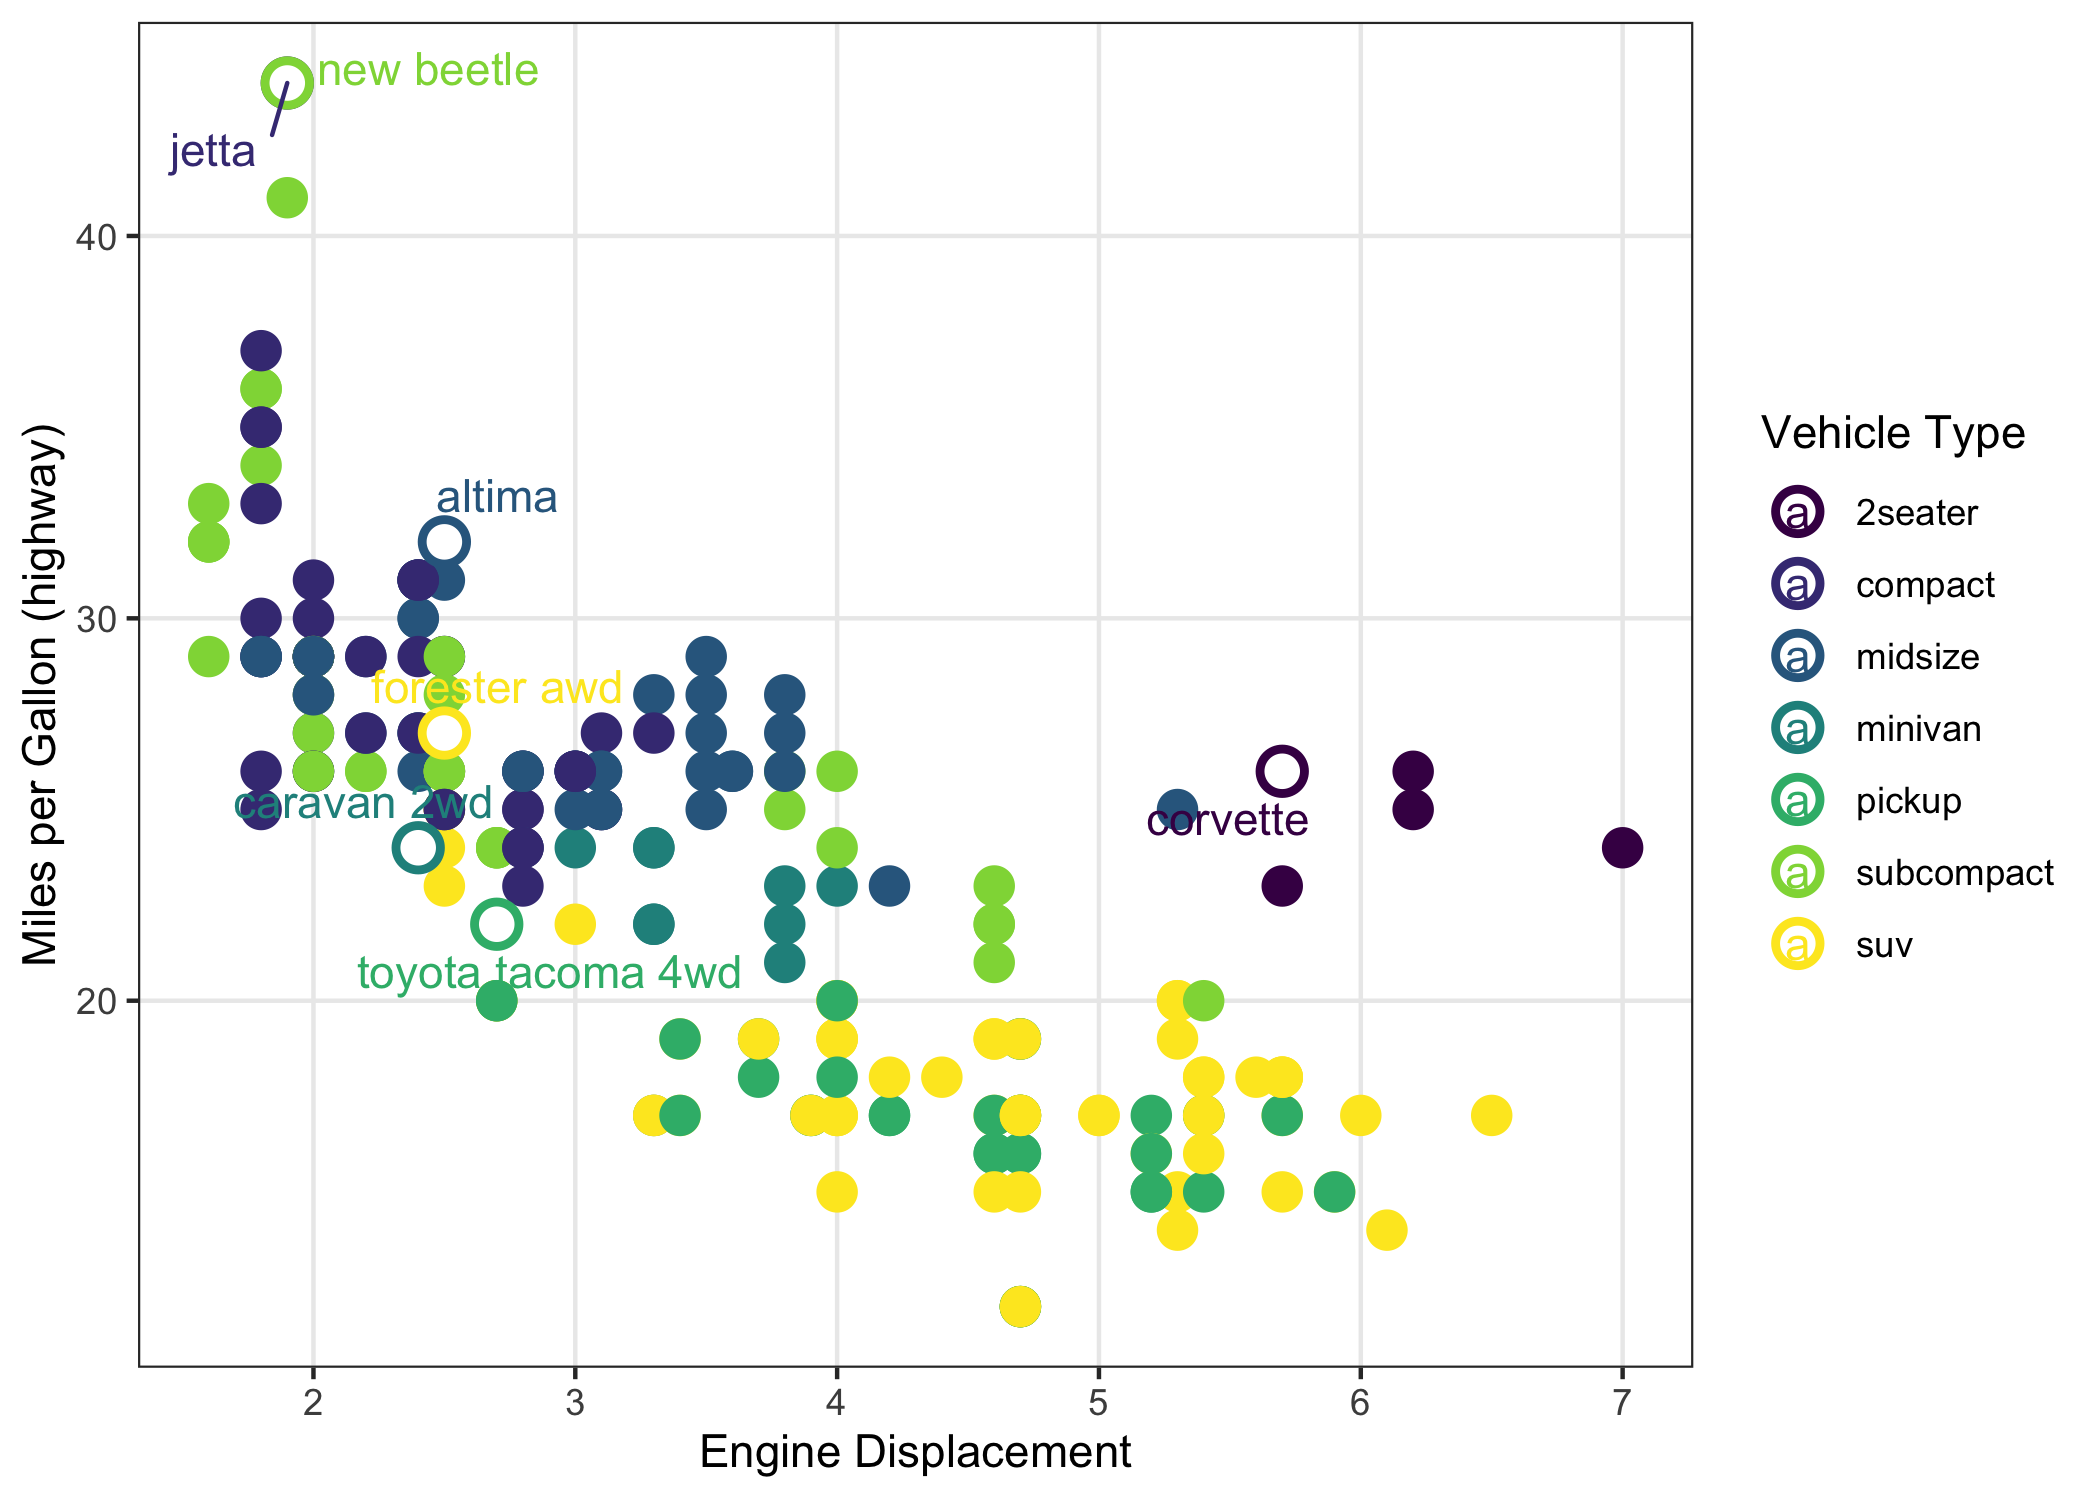 new beetle
jetta
altima
forester awd
caravan 2wd
corvette
toyota tacoma 4wd
40
30
20
Miles per Gallon (highway)
2
3
4
5
6
7
Engine Displacement
Vehicle Type
a 2seater
a compact
a midsize
a minivan
a pickup
a subcompact
a suv